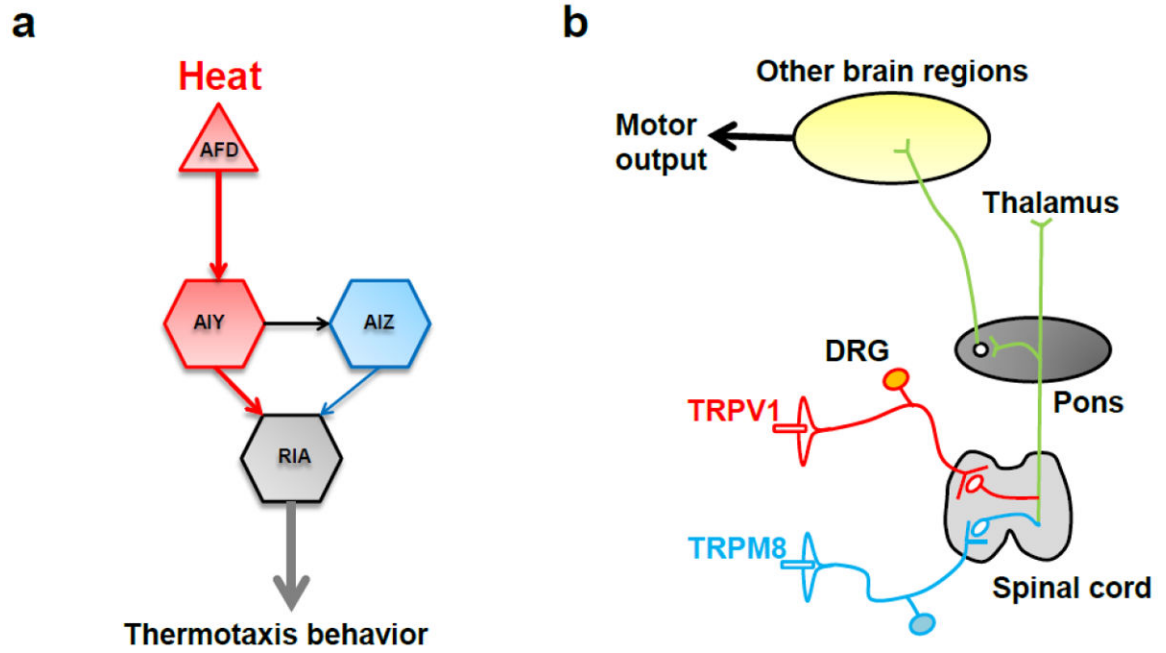 a
Heat
AFD
AIY
AIZ
RIA
Thermotaxis behavior
b
Other brain regions
Motor
output
Thalamus
DRG
Pons
TRPV1
TRPM8
Spinal cord